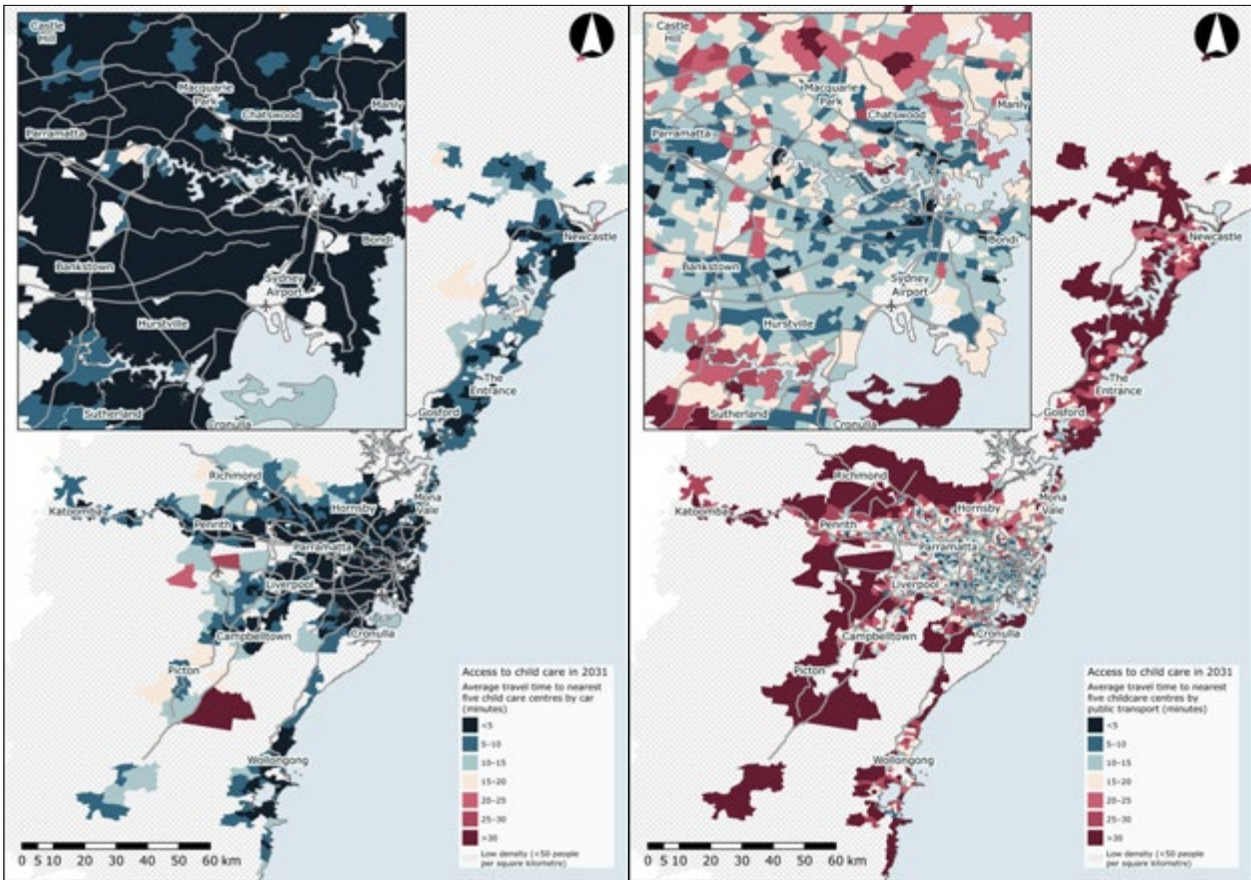 Castle
Hill
Macquarie
Park
Chatswood
Manly
Parramatta
Bondi
Bankstown
Sydney
Airport
Hurstville
Sutherland
Cronulla
Newcastle
The
Entrance
Gosford
Richmond
Hornsby
Mona
Vale
Katoomba
Penrith
Parramatta
Liverpool
Campbelltown
Cronulla
Picton
Wollongong
Access to child care in 2031
Average travel time to nearest
five child care centres by car
(minutes)
<5
5–10
10–15
15–20
20–25
25–30
>30
Low density (<50 people
per square kilometre)
0 5 10 20 30 40 50 60 km
Castle
Hill
Macquarie
Park
Chatswood
Manly
Parramatta
Bondi
Bankstown
Sydney
Airport
Hurstville
Sutherland
Cronulla
Newcastle
The
Entrance
Gosford
Richmond
Hornsby
Mona
Vale
Katoomba
Penrith
Parramatta
Liverpool
Campbelltown
Cronulla
Picton
Wollongong
Access to child care in 2031
Average travel time to nearest
five childcare centres by
public transport (minutes)
<5
5–10
10–15
15–20
20–25
25–30
>30
Low density (<50 people
per square kilometre)
0 5 10 20 30 40 50 60 km